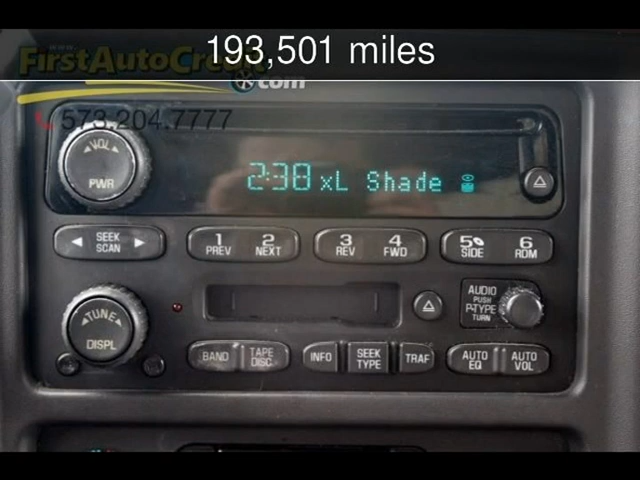 193,501 miles
www.
FirstAutoCredit
.com
573.204.7777
VOL
PWR
2:38 xL Shade
SEEK
SCAN
1
PREV
2
NEXT
3
REV
4
FWD
5
SIDE
6
RDM
TUNE
DISPL
AUDIO
PUSH
P-TYPE
TURN
BAND
TAPE
DISC
INFO
SEEK
TYPE
TRAF
AUTO
EQ
AUTO
VOL